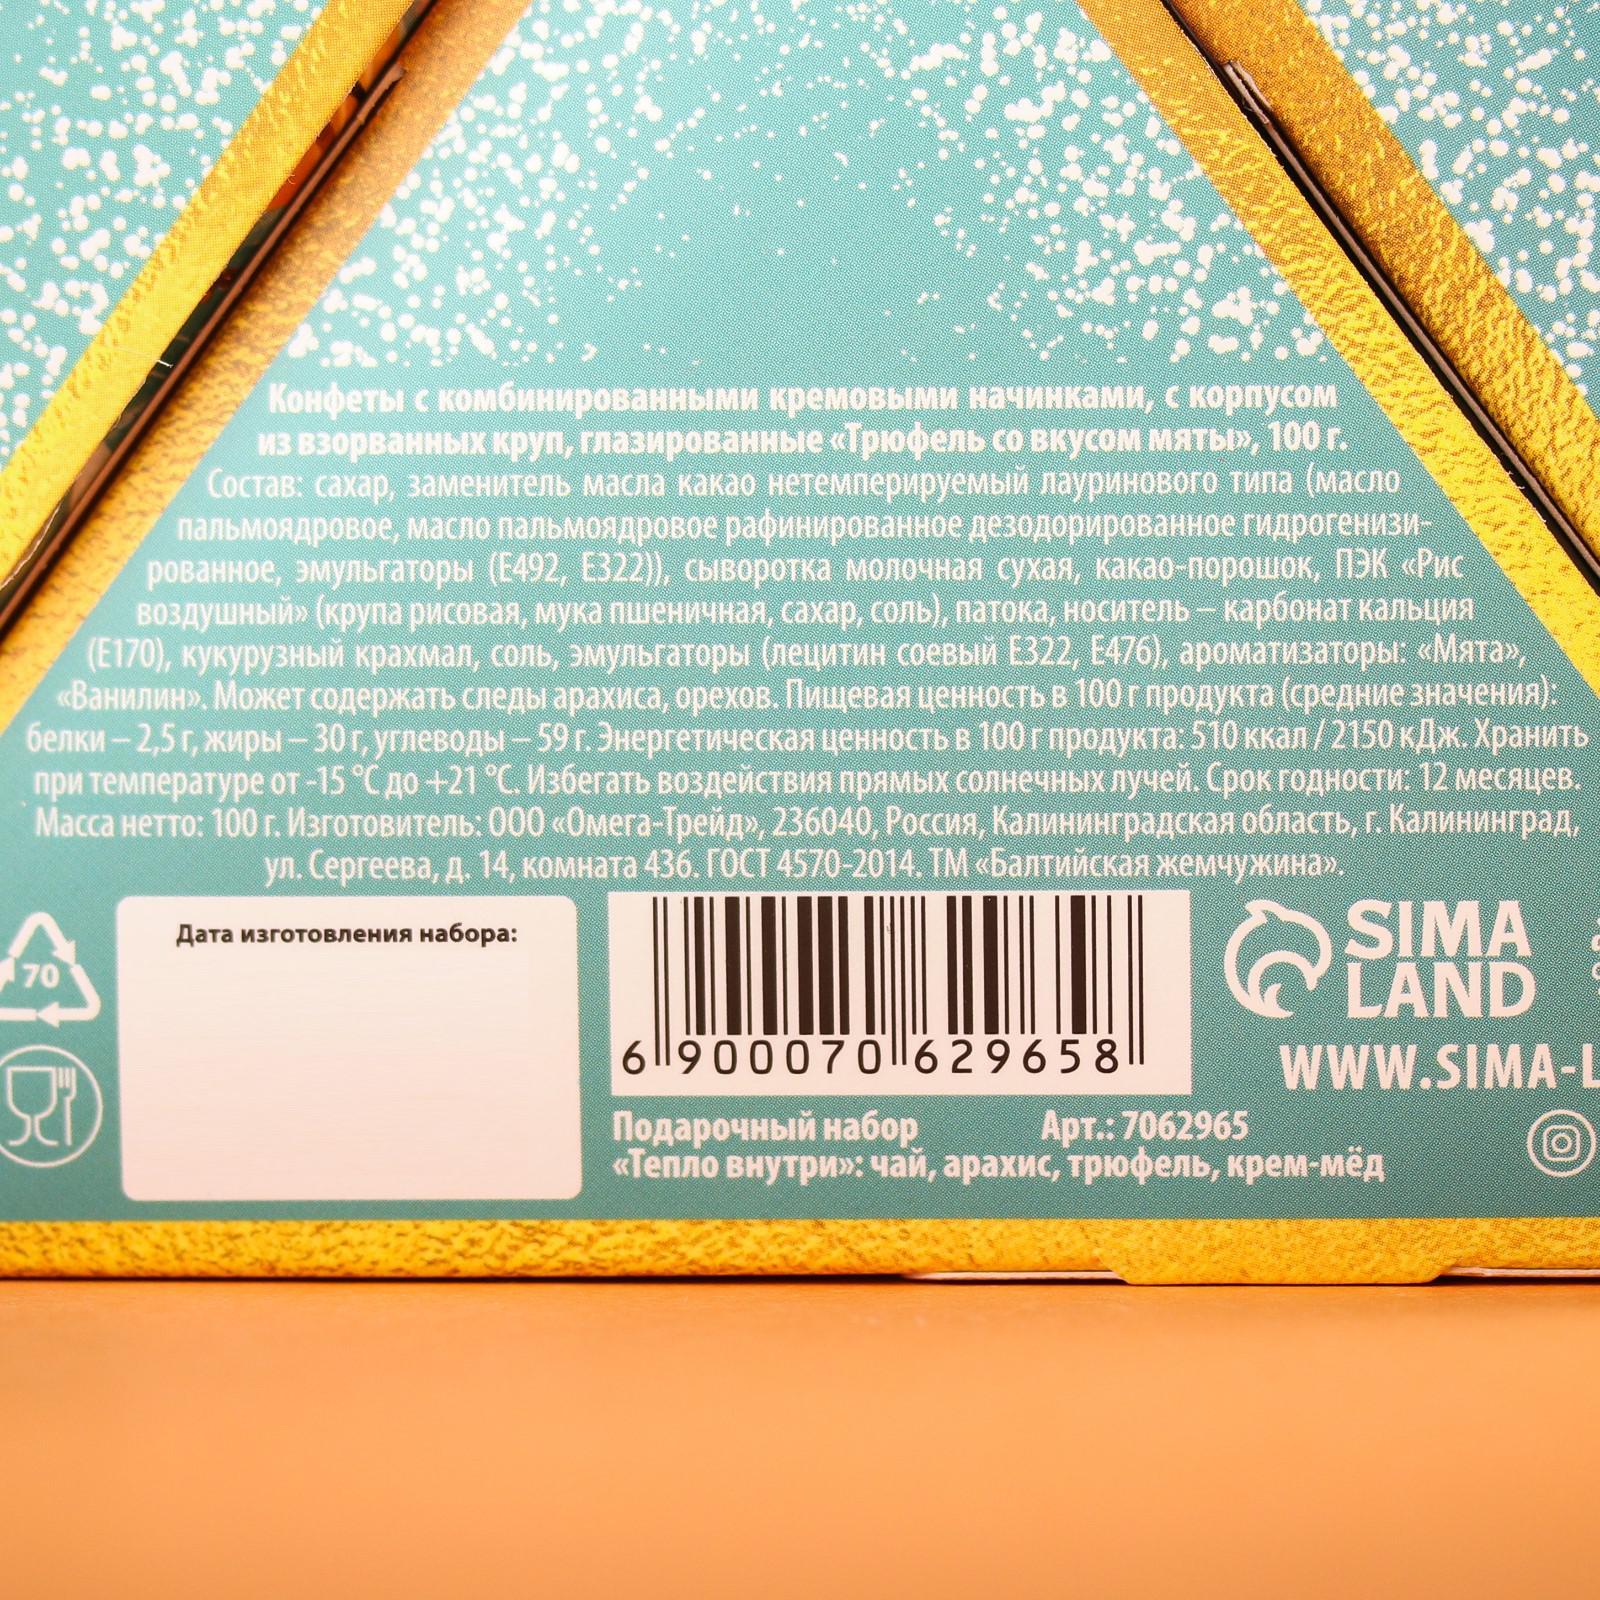 Конфеты с комбинированными кремовыми начинками, с корпусом
из взорванных круп, глазированные «Трюфель со вкусом мяты», 100 г.
Состав: сахар, заменитель масла какао нетемперируемый лауринового типа (масло
пальмоядровое, масло пальмоядровое рафинированное дезодорированное гидрогенизи-
рованное, эмульгаторы (Е492, Е322)), сыворотка молочная сухая, какао-порошок, ПЭК «Рис
воздушный» (крупа рисовая, мука пшеничная, сахар, соль), патока, носитель – карбонат кальция
(Е170), кукурузный крахмал, соль, эмульгаторы (лецитин соевый Е322, Е476), ароматизаторы: «Мята»,
«Ванилин». Может содержать следы арахиса, орехов. Пищевая ценность в 100 г продукта (средние значения):
белки – 2,5 г, жиры – 30 г, углеводы – 59 г. Энергетическая ценность в 100 г продукта: 510 ккал / 2150 кДж. Хранить
при температуре от -15 °C до +21 °C. Избегать воздействия прямых солнечных лучей. Срок годности: 12 месяцев.
Масса нетто: 100 г. Изготовитель: ООО «Омега-Трейд», 236040, Россия, Калининградская область, г. Калининград,
ул. Сергеева, д. 14, комната 436. ГОСТ 4570-2014. ТМ «Балтийская жемчужина».
70
Дата изготовления набора:
6 900070 629658
SIMA
LAND
WWW.SIMA-L
Подарочный набор Арт.: 7062965
«Тепло внутри»: чай, арахис, трюфель, крем-мёд